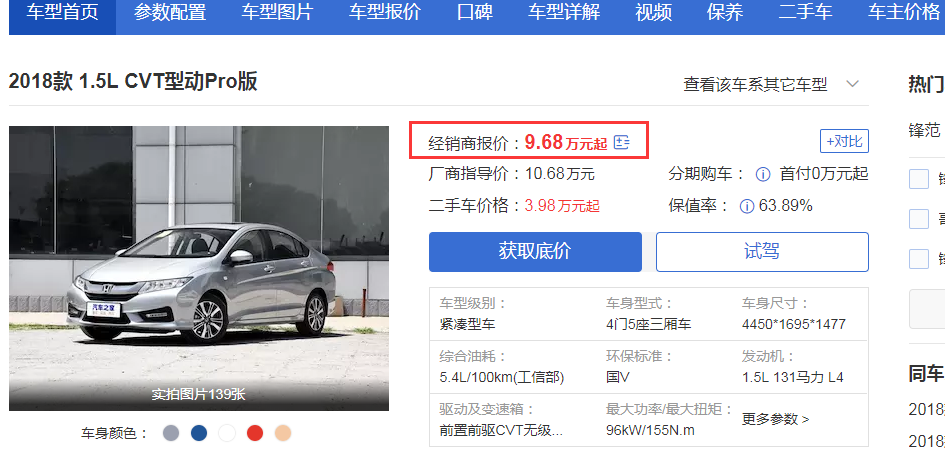 车型首页 参数配置 车型图片 车型报价 口碑 车型详解 视频 保养 二手车 车主价格
2018款 1.5L CVT型动Pro版
查看该车系其它车型
热门
经销商报价：9.68万元起
+对比
锋范
厂商指导价：10.68万元
分期购车： 首付0万元起
二手车价格：3.98万元起
保值率： 63.89%
获取底价
试驾
车型级别：
车身型式：
车身尺寸：
紧凑型车
4门5座三厢车
4450*1695*1477
综合油耗：
环保标准：
发动机：
5.4L/100km(工信部)
国V
1.5L 131马力 L4
驱动及变速箱：
最大功率/最大扭矩：
更多参数 >
前置前驱CVT无级...
96kW/155N.m
汽车之家
实拍图片139张
车身颜色：
同车
2018
2018